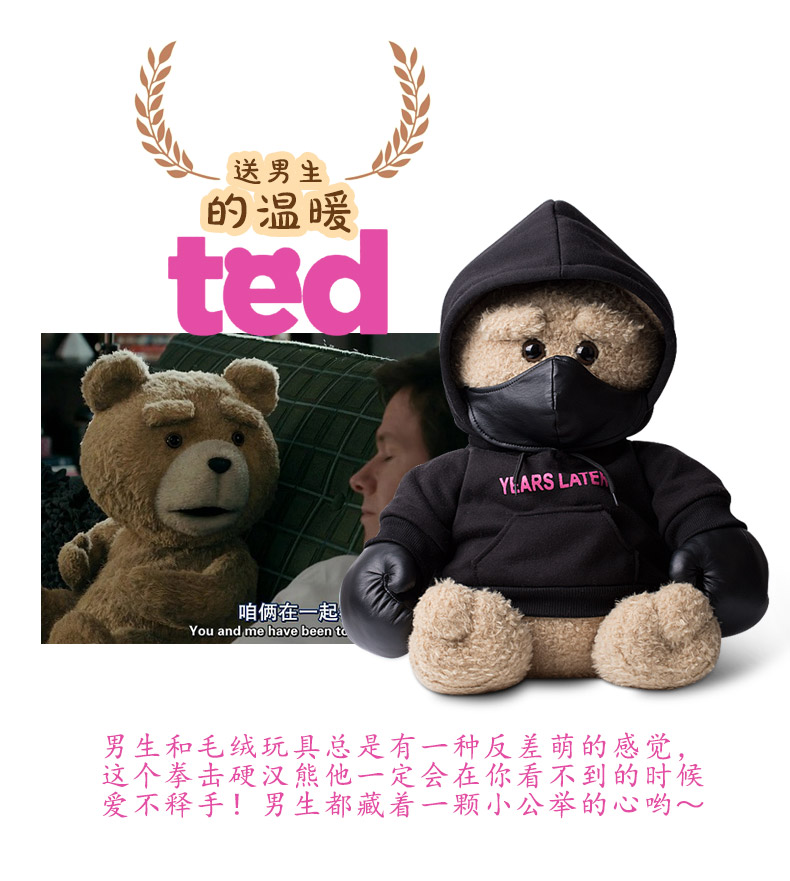 送男生
的温暖
ted
YEARS LATER
咱俩在一起
You and me have been to
男生和毛绒玩具总是有一种反差萌的感觉，
这个拳击硬汉熊他一定会在你看不到的时候
爱不释手！男生都藏着一颗小公举的心哟～